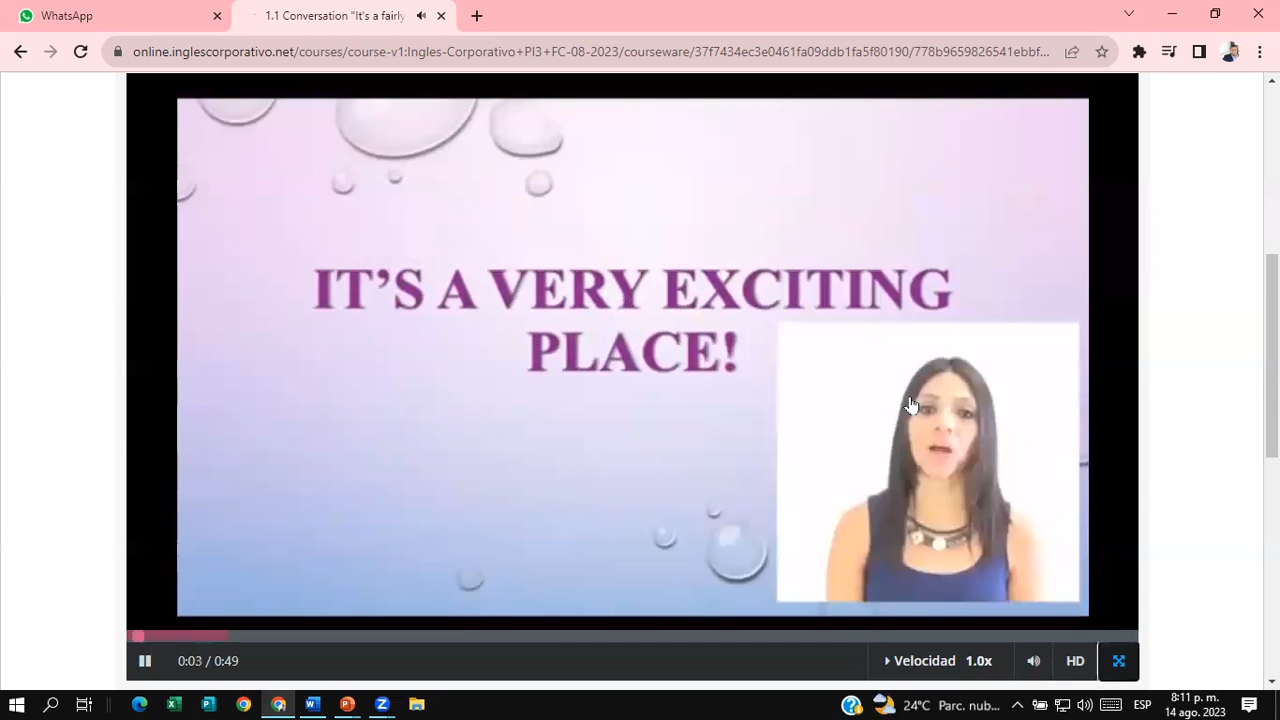 WhatsApp
1.1 Conversation "It's a fairly
online.inglescorporativo.net/courses/course-v1:Ingles-Corporativo+PI3+FC-08-2023/courseware/37f7434ec3e0461fa09ddb1fa5f80190/778b9659826541ebbf...
IT'S A VERY EXCITING
PLACE!
0:03 / 0:49
Velocidad 1.0x
HD
24°C Parc. nub...
ESP
8:11 p. m.
14 ago. 2023